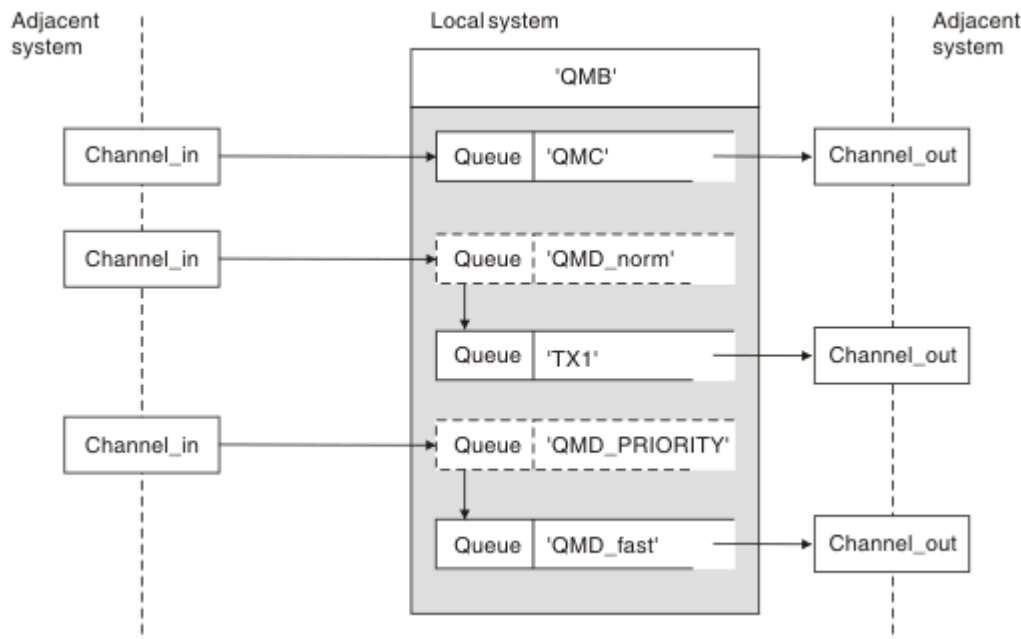 Adjacent
system
Local system
Adjacent
system
'QMB'
Channel_in
Queue 'QMC'
Channel_out
Channel_in
Queue 'QMD_norm'
Queue 'TX1'
Channel_out
Channel_in
Queue 'QMD_PRIORITY'
Queue 'QMD_fast'
Channel_out